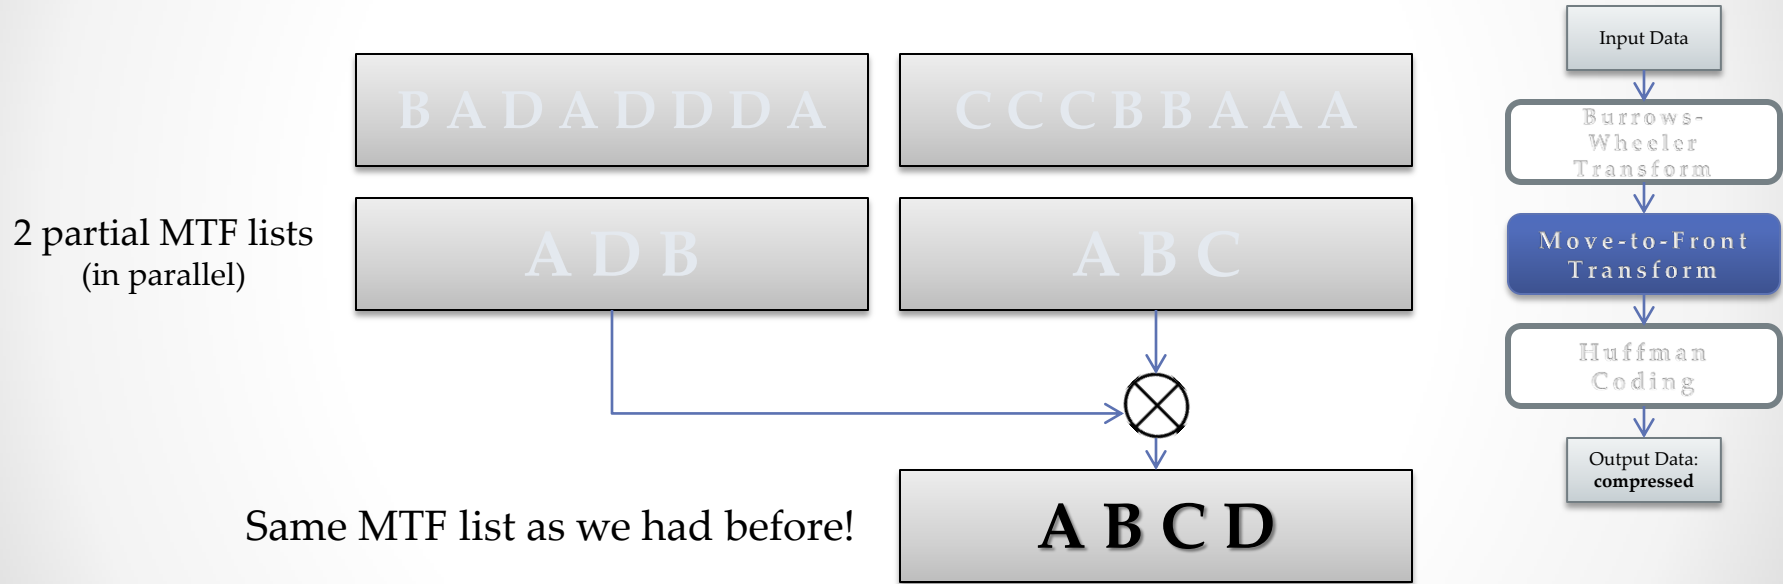 B A D A D D D A
C C C B B A A A
2 partial MTF lists
(in parallel)
A D B
A B C
Same MTF list as we had before!
A B C D
Input Data
Burrows-
Wheeler
Transform
Move-to-Front
Transform
Huffman
Coding
Output Data:
compressed